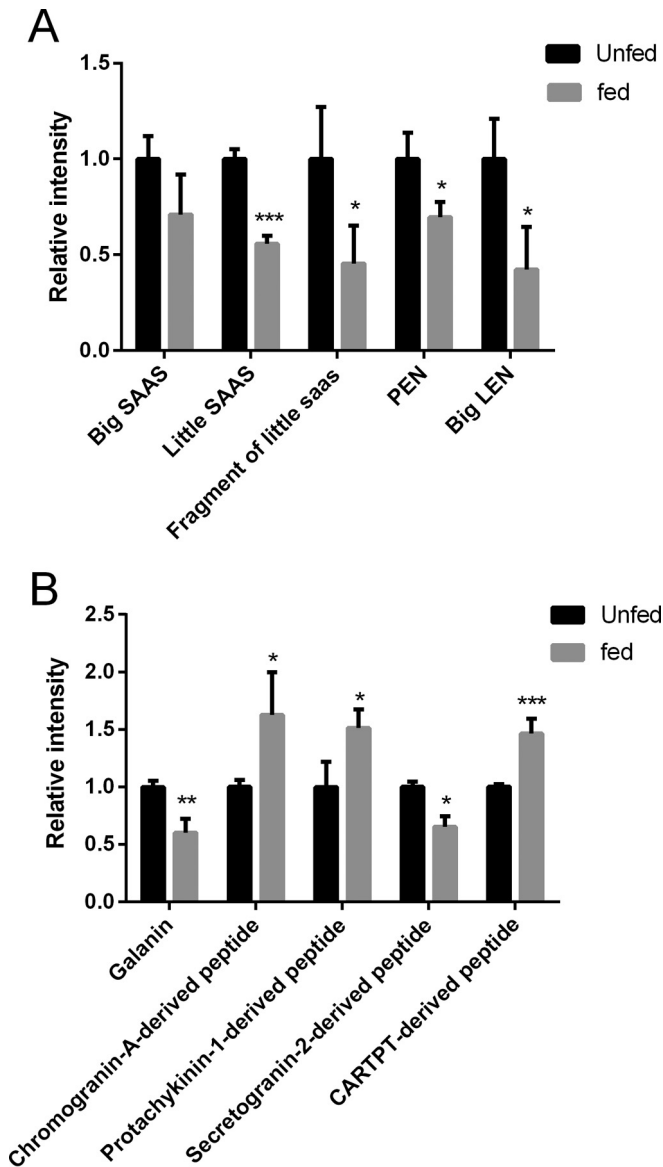 A
Unfed
fed
Relative intensity
1.5
1.0
0.5
0.0
***
*
*
*
Big SAAS
Little SAAS
Fragment of little saas
PEN
Big LEN
B
Unfed
fed
Relative intensity
2.5
2.0
1.5
1.0
0.5
0.0
**
*
*
*
***
Galanin
Chromogranin-A-derived peptide
Protachykinin-1-derived peptide
Secretogranin-2-derived peptide
CARTPT-derived peptide